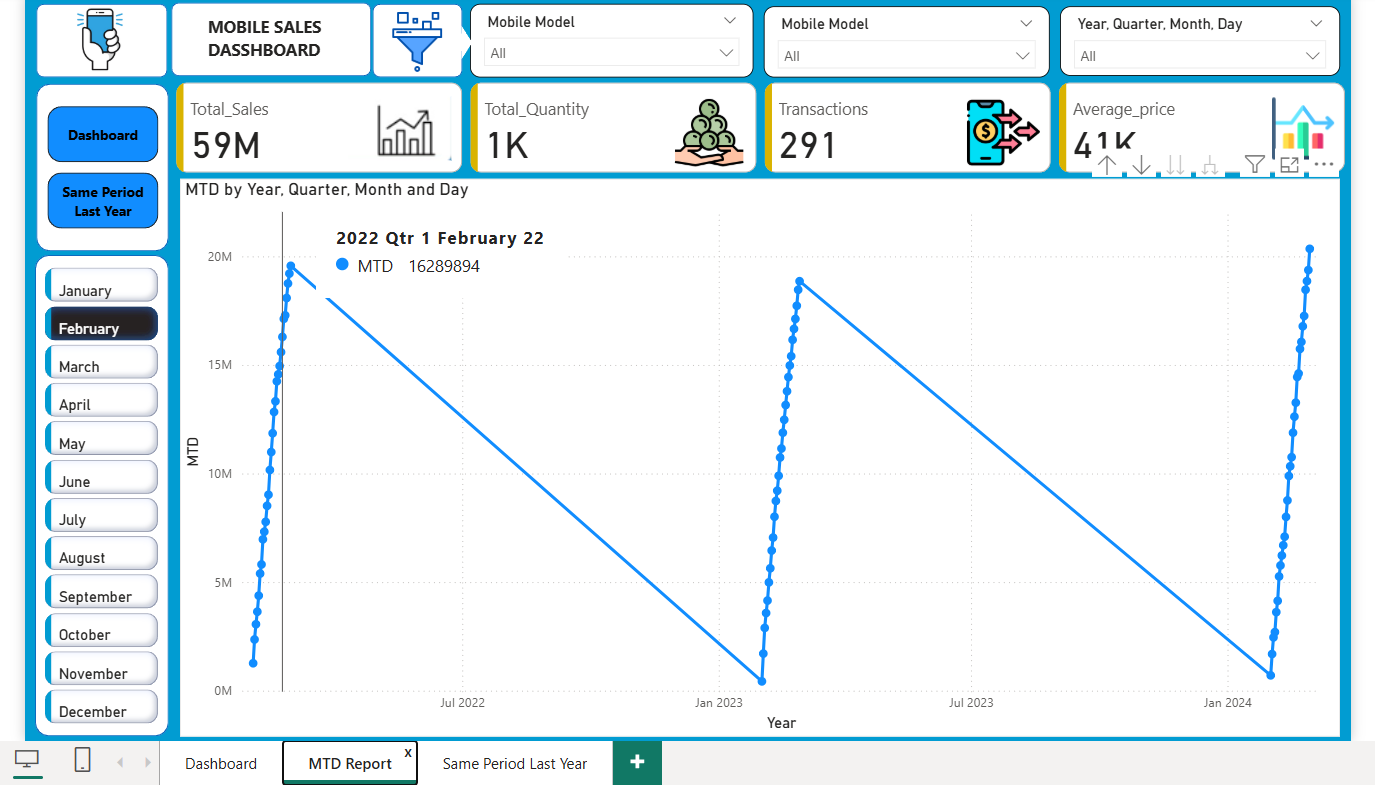 MOBILE SALES
DASSHBOARD
Mobile Model
All
Mobile Model
All
Year, Quarter, Month, Day
All
Dashboard
Same Period
Last Year
Total_Sales
59M
Total_Quantity
1K
Transactions
291
$
Average_price
41K
January
February
March
April
May
June
July
August
September
October
November
December
MTD by Year, Quarter, Month and Day
2022 Qtr 1 February 22
MTD 16289894
20M
15M
10M
5M
0M
MTD
Jul 2022
Jan 2023
Jul 2023
Jan 2024
Year
Dashboard
MTD Report
x
Same Period Last Year
+